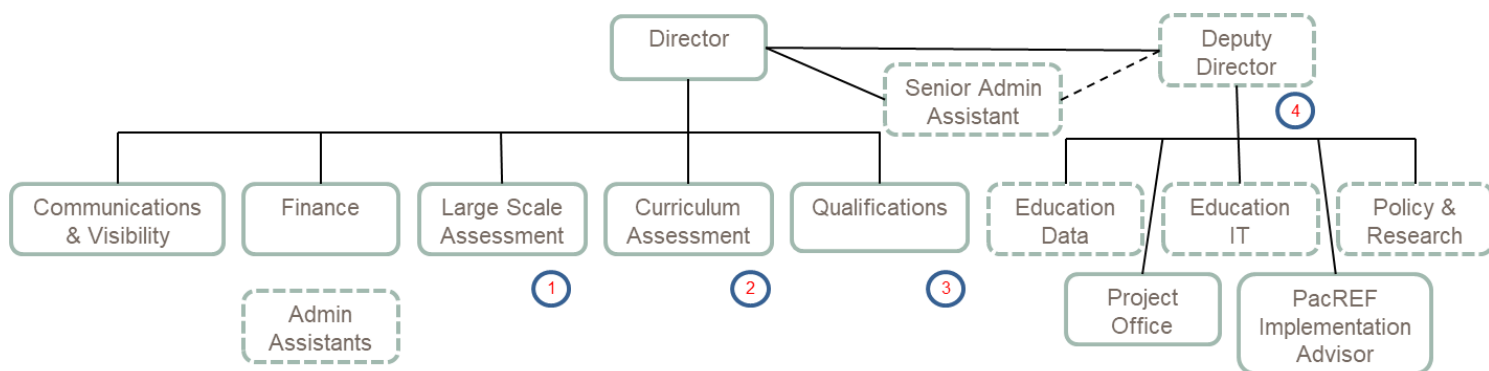 Director
Deputy
Director
Senior Admin
Assistant
4
Communications
& Visibility
Finance
Large Scale
Assessment
Curriculum
Assessment
Qualifications
Education
Data
Education
IT
Policy &
Research
1
2
3
Admin
Assistants
Project
Office
PacREF
Implementation
Advisor